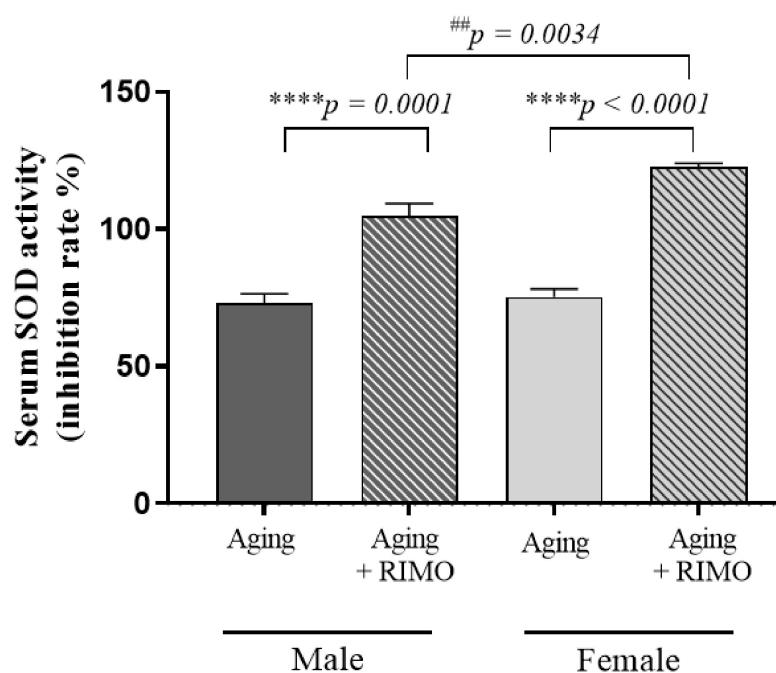 ##p = 0.0034
****p = 0.0001
****p < 0.0001
Serum SOD activity
(inhibition rate %)
150
100
50
0
Aging
Aging
+ RIMO
Aging
Aging
+ RIMO
Male
Female